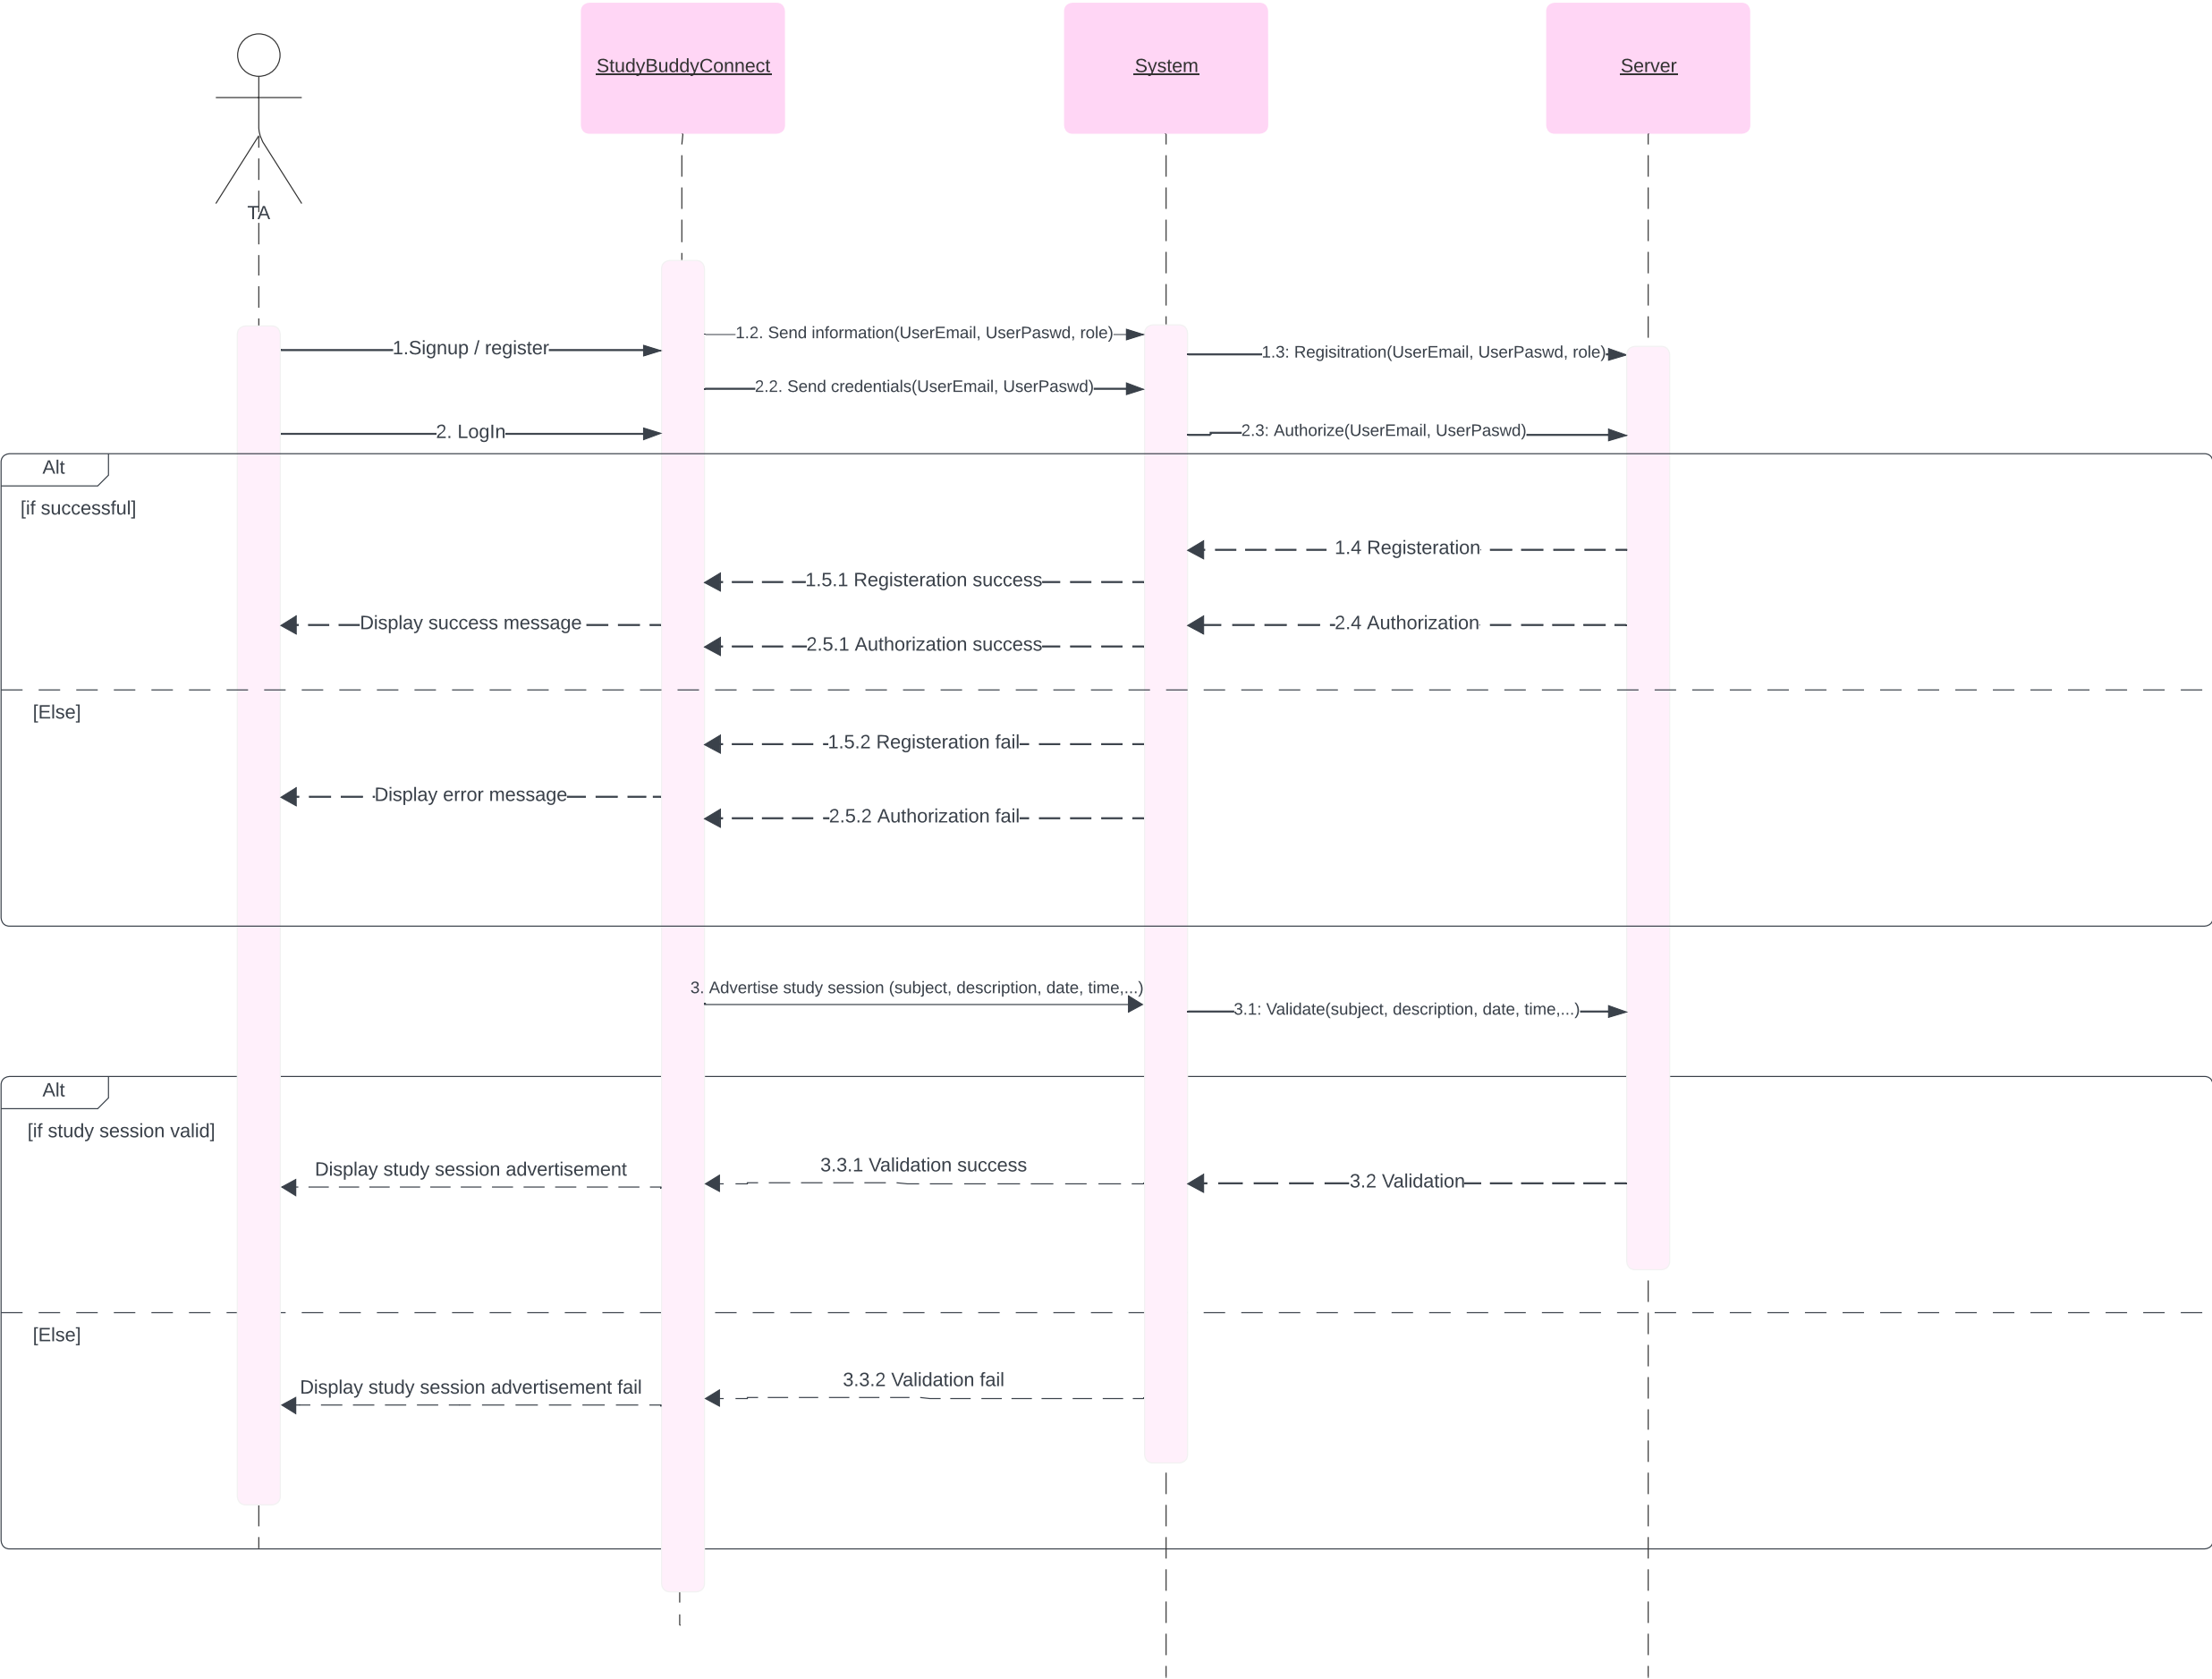 StudyBuddyConnect
System
Server
TA
1.2. Send information(UserEmail, UserPaswd, role)
1.Signup / register
1.3: Regisitration(UserEmail, UserPaswd, role)
2.2. Send credentials(UserEmail, UserPaswd)
2. LogIn
2.3: Authorize(UserEmail, UserPaswd)
Alt
[if successful]
1.4 Registeration
1.5.1 Registeration success
Display success message
2.4 Authorization
2.5.1 Authorization success
[Else]
1.5.2 Registeration fail
Display error message
2.5.2 Authorization fail
3. Advertise study session (subject, description, date, time,...)
3.1: Validate(subject, description, date, time,...)
Alt
[if study session valid]
Display study session advertisement
3.3.1 Validation success
3.2 Validation
[Else]
Display study session advertisement fail
3.3.2 Validation fail